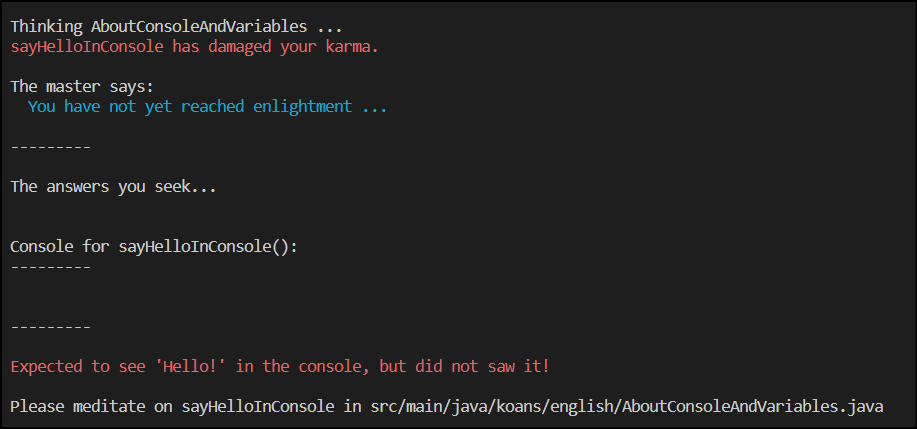 Thinking AboutConsoleAndVariables ...
sayHelloInConsole has damaged your karma.
The master says:
You have not yet reached enlightment ...
---------
The answers you seek...
Console for sayHelloInConsole():
---------
---------
Expected to see 'Hello!' in the console, but did not saw it!
Please meditate on sayHelloInConsole in src/main/java/koans/english/AboutConsoleAndVariables.java